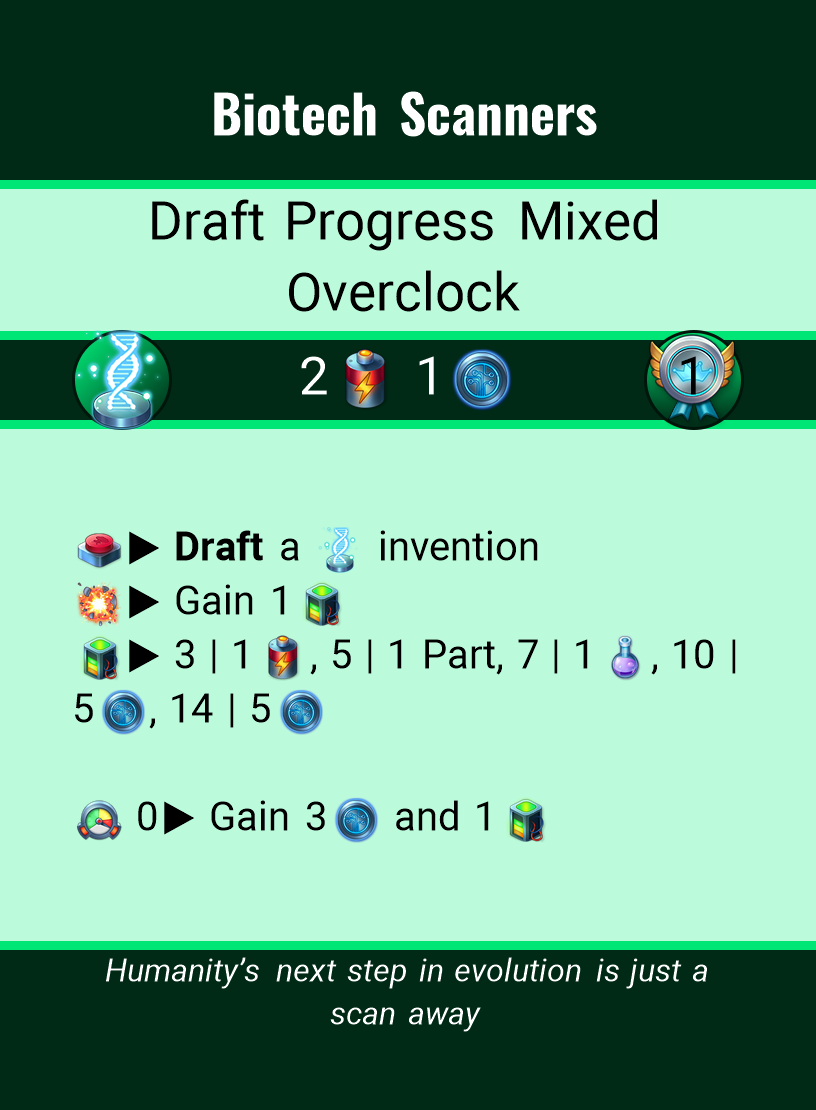 Biotech Scanners
Draft Progress Mixed
Overclock
2 1 1
▶ Draft a invention
▶ Gain 1
▶ 3 | 1 , 5 | 1 Part, 7 | 1 , 10 |
5 , 14 | 5
0▶ Gain 3 and 1
Humanity’s next step in evolution is just a
scan away